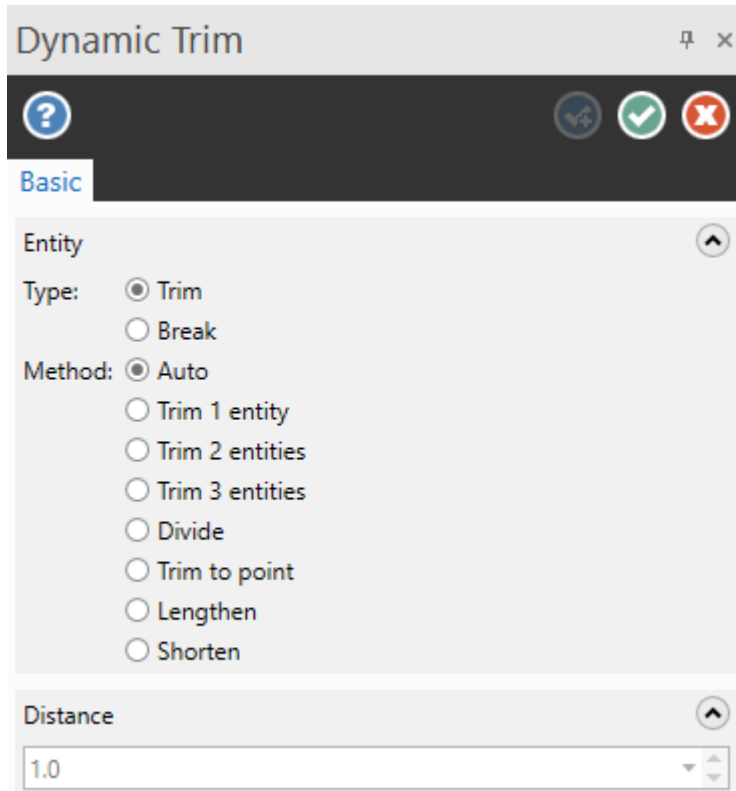 Dynamic Trim
Basic
Entity
Type: Trim
Break
Method: Auto
Trim 1 entity
Trim 2 entities
Trim 3 entities
Divide
Trim to point
Lengthen
Shorten
Distance
1.0